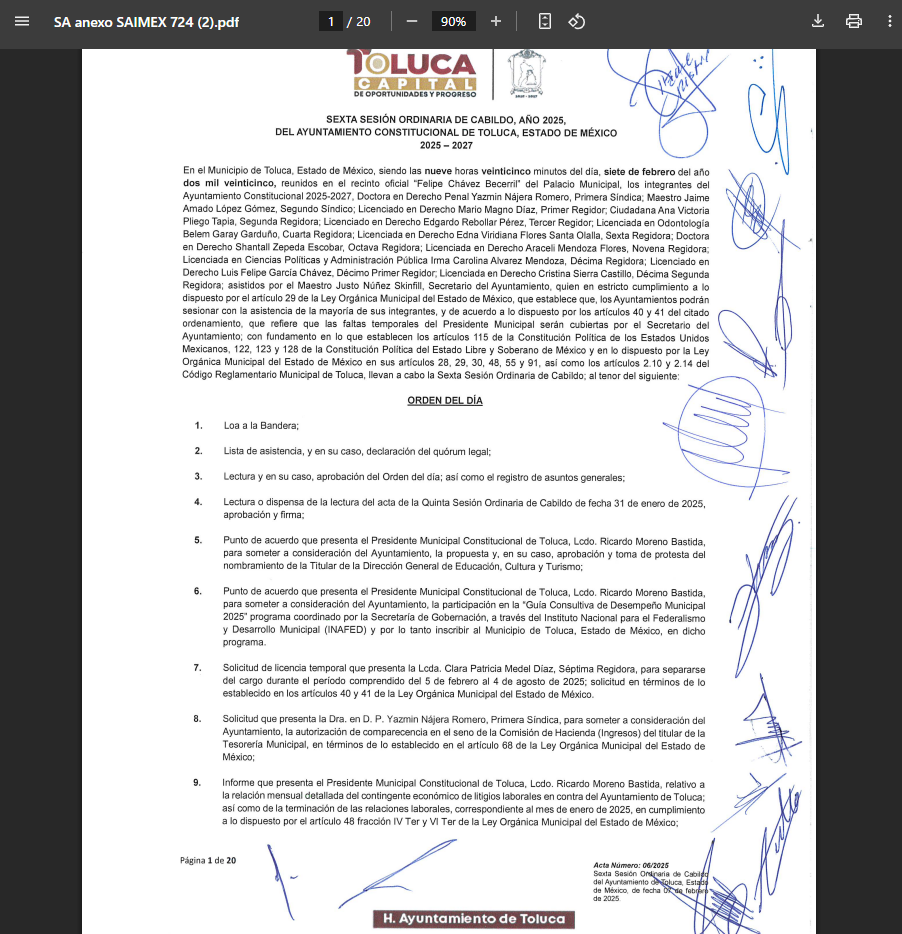 SA anexo SAIMEX 724 (2).pdf
1 / 20
90%
TOLUCA
CAPITAL
DE OPORTUNIDADES Y PROGRESO
SEXTA SESIÓN ORDINARIA DE CABILDO, AÑO 2025,
DEL AYUNTAMIENTO CONSTITUCIONAL DE TOLUCA, ESTADO DE MÉXICO
2025 – 2027
En el Municipio de Toluca, Estado de México, siendo las nueve horas veinticinco minutos del día, siete de febrero del año
dos mil veinticinco, reunidos en el recinto oficial "Felipe Chávez Becerril" del Palacio Municipal, los integrantes del
Ayuntamiento Constitucional 2025-2027, Doctora en Derecho Penal Yazmin Nájera Romero, Primera Síndica; Maestro Jaime
Amado López Gómez, Segundo Síndico; Licenciado en Derecho Mario Magno Díaz, Primer Regidor; Ciudadana Ana Victoria
Pliego Tapia, Segunda Regidora; Licenciado en Derecho Edgardo Rebollar Pérez, Tercer Regidor; Licenciada en Odontología
Belem Garay Garduño, Cuarta Regidora; Licenciada en Derecho Edna Viridiana Flores Santa Olalla, Sexta Regidora; Doctora
en Derecho Shantall Zepeda Escobar, Octava Regidora; Licenciada en Derecho Araceli Mendoza Flores, Novena Regidora;
Licenciada en Ciencias Políticas y Administración Pública Irma Carolina Alvarez Mendoza, Décima Regidora; Licenciado en
Derecho Luis Felipe García Chávez, Décimo Primer Regidor; Licenciada en Derecho Cristina Sierra Castillo, Décima Segunda
Regidora; asistidos por el Maestro Justo Núñez Skinfill, Secretario del Ayuntamiento, quien en estricto cumplimiento a lo
dispuesto por el artículo 29 de la Ley Orgánica Municipal del Estado de México, que establece que, los Ayuntamientos podrán
sesionar con la asistencia de la mayoría de sus integrantes, y de acuerdo a lo dispuesto por los artículos 40 y 41 del citado
ordenamiento, que refiere que las faltas temporales del Presidente Municipal serán cubiertas por el Secretario del
Ayuntamiento; con fundamento en lo que establecen los artículos 115 de la Constitución Política de los Estados Unidos
Mexicanos, 122, 123 y 128 de la Constitución Política del Estado Libre y Soberano de México y en lo dispuesto por la Ley
Orgánica Municipal del Estado de México en sus artículos 28, 29, 30, 48, 55 y 91, así como los artículos 2.10 y 2.14 del
Código Reglamentario Municipal de Toluca, llevan a cabo la Sexta Sesión Ordinaria de Cabildo; al tenor del siguiente:
ORDEN DEL DÍA
1. Loa a la Bandera;
2. Lista de asistencia, y en su caso, declaración del quórum legal;
3. Lectura y en su caso, aprobación del Orden del día; así como el registro de asuntos generales;
4. Lectura o dispensa de la lectura del acta de la Quinta Sesión Ordinaria de Cabildo de fecha 31 de enero de 2025,
aprobación y firma;
5. Punto de acuerdo que presenta el Presidente Municipal Constitucional de Toluca, Lcdo. Ricardo Moreno Bastida,
para someter a consideración del Ayuntamiento, la propuesta y, en su caso, aprobación y toma de protesta del
nombramiento de la Titular de la Dirección General de Educación, Cultura y Turismo;
6. Punto de acuerdo que presenta el Presidente Municipal Constitucional de Toluca, Lcdo. Ricardo Moreno Bastida,
para someter a consideración del Ayuntamiento, la participación en la "Guía Consultiva de Desempeño Municipal
2025" programa coordinado por la Secretaría de Gobernación, a través del Instituto Nacional para el Federalismo
y Desarrollo Municipal (INAFED) y por lo tanto inscribir al Municipio de Toluca, Estado de México, en dicho
programa.
7. Solicitud de licencia temporal que presenta la Lcda. Clara Patricia Medel Díaz, Séptima Regidora, para separarse
del cargo durante el período comprendido del 5 de febrero al 4 de agosto de 2025; solicitud en términos de lo
establecido en los artículos 40 y 41 de la Ley Orgánica Municipal del Estado de México.
8. Solicitud que presenta la Dra. en D. P. Yazmin Nájera Romero, Primera Síndica, para someter a consideración del
Ayuntamiento, la autorización de comparecencia en el seno de la Comisión de Hacienda (Ingresos) del titular de la
Tesorería Municipal, en términos de lo establecido en el artículo 68 de la Ley Orgánica Municipal del Estado de
México;
9. Informe que presenta el Presidente Municipal Constitucional de Toluca, Lcdo. Ricardo Moreno Bastida, relativo a
la relación mensual detallada del contingente económico de litigios laborales en contra del Ayuntamiento de Toluca;
así como de la terminación de las relaciones laborales, correspondiente al mes de enero de 2025, en cumplimiento
a lo dispuesto por el artículo 48 fracción IV Ter y VI Ter de la Ley Orgánica Municipal del Estado de México;
Página 1 de 20
Acta Número: 06/2025
Sexta Sesión Ordinaria de Cabildo
del Ayuntamiento de Toluca, Estado
de México, de fecha 07 de febrero
de 2025.
H. Ayuntamiento de Toluca